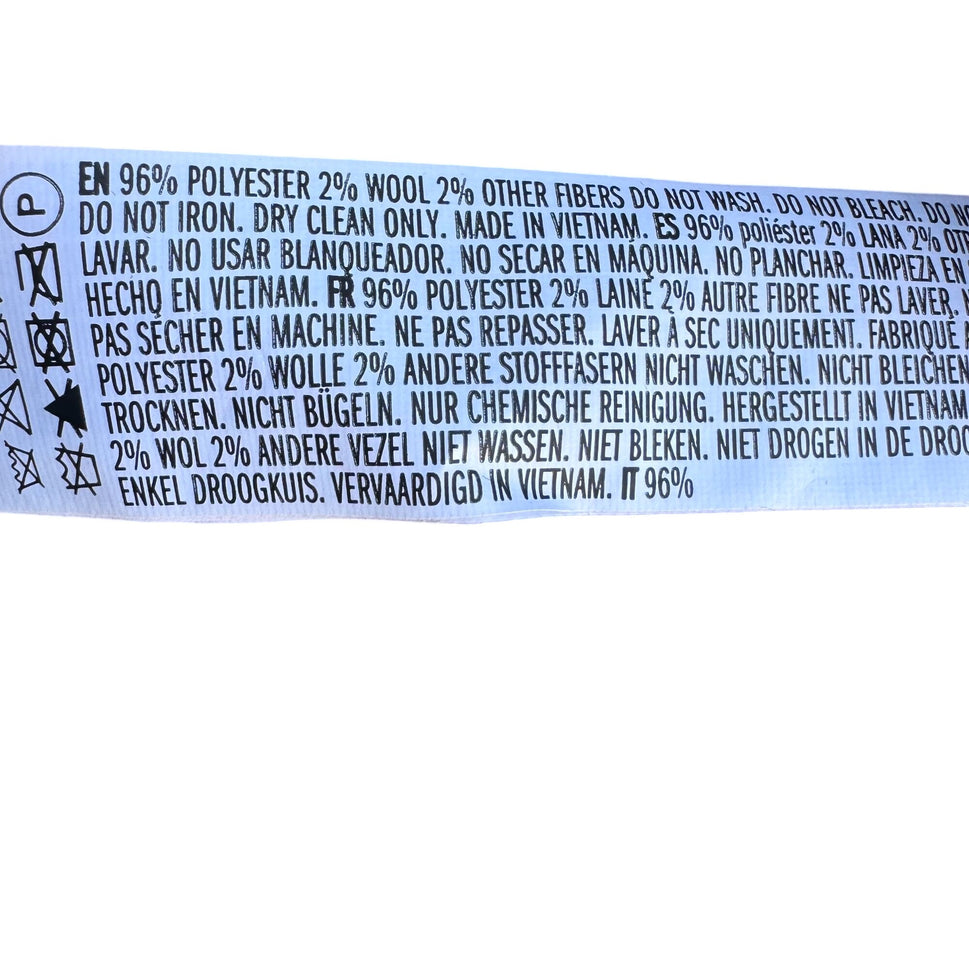 P
EN 96% POLYESTER 2% WOOL 2% OTHER FIBERS DO NOT WASH. DO NOT BLEACH. DO
DO NOT IRON. DRY CLEAN ONLY. MADE IN VIETNAM. ES 96% poliéster 2% LANA 2%
LAVAR. NO USAR BLANQUEADOR. NO SECAR EN MÁQUINA. NO PLANCHAR. LIMPIEZA EN
HECHO EN VIETNAM. FR 96% POLYESTER 2% LAINE 2% AUTRE FIBRE NE PAS LAVER.
PAS SÉCHER EN MACHINE. NE PAS REPASSER. LAVER À SEC UNIQUEMENT. FABRIQUÉ
POLYESTER 2% WOLLE 2% ANDERE STOFFFASERN NICHT WASCHEN. NICHT BLEICHEN
TROCKNEN. NICHT BÜGELN. NUR CHEMISCHE REINIGUNG. HERGESTELLT IN VIETNAM
2% WOL 2% ANDERE VEZEL NIET WASSEN. NIET BLEKEN. NIET DROGEN IN DE
ENKEL DROOGKUIS. VERVAARDIGD IN VIETNAM. IT 96%